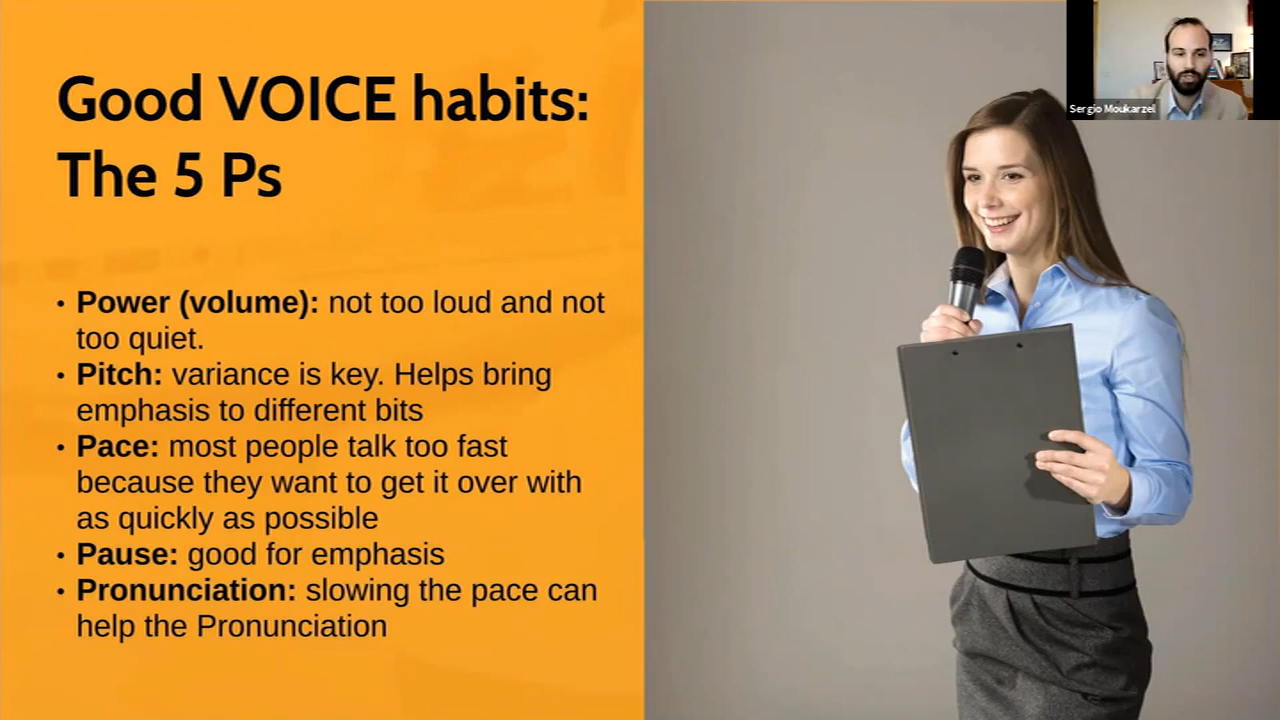 Good VOICE habits:
The 5 Ps
• Power (volume): not too loud and not
too quiet.
• Pitch: variance is key. Helps bring
emphasis to different bits
• Pace: most people talk too fast
because they want to get it over with
as quickly as possible
• Pause: good for emphasis
• Pronunciation: slowing the pace can
help the Pronunciation
Sergio Moukarzel